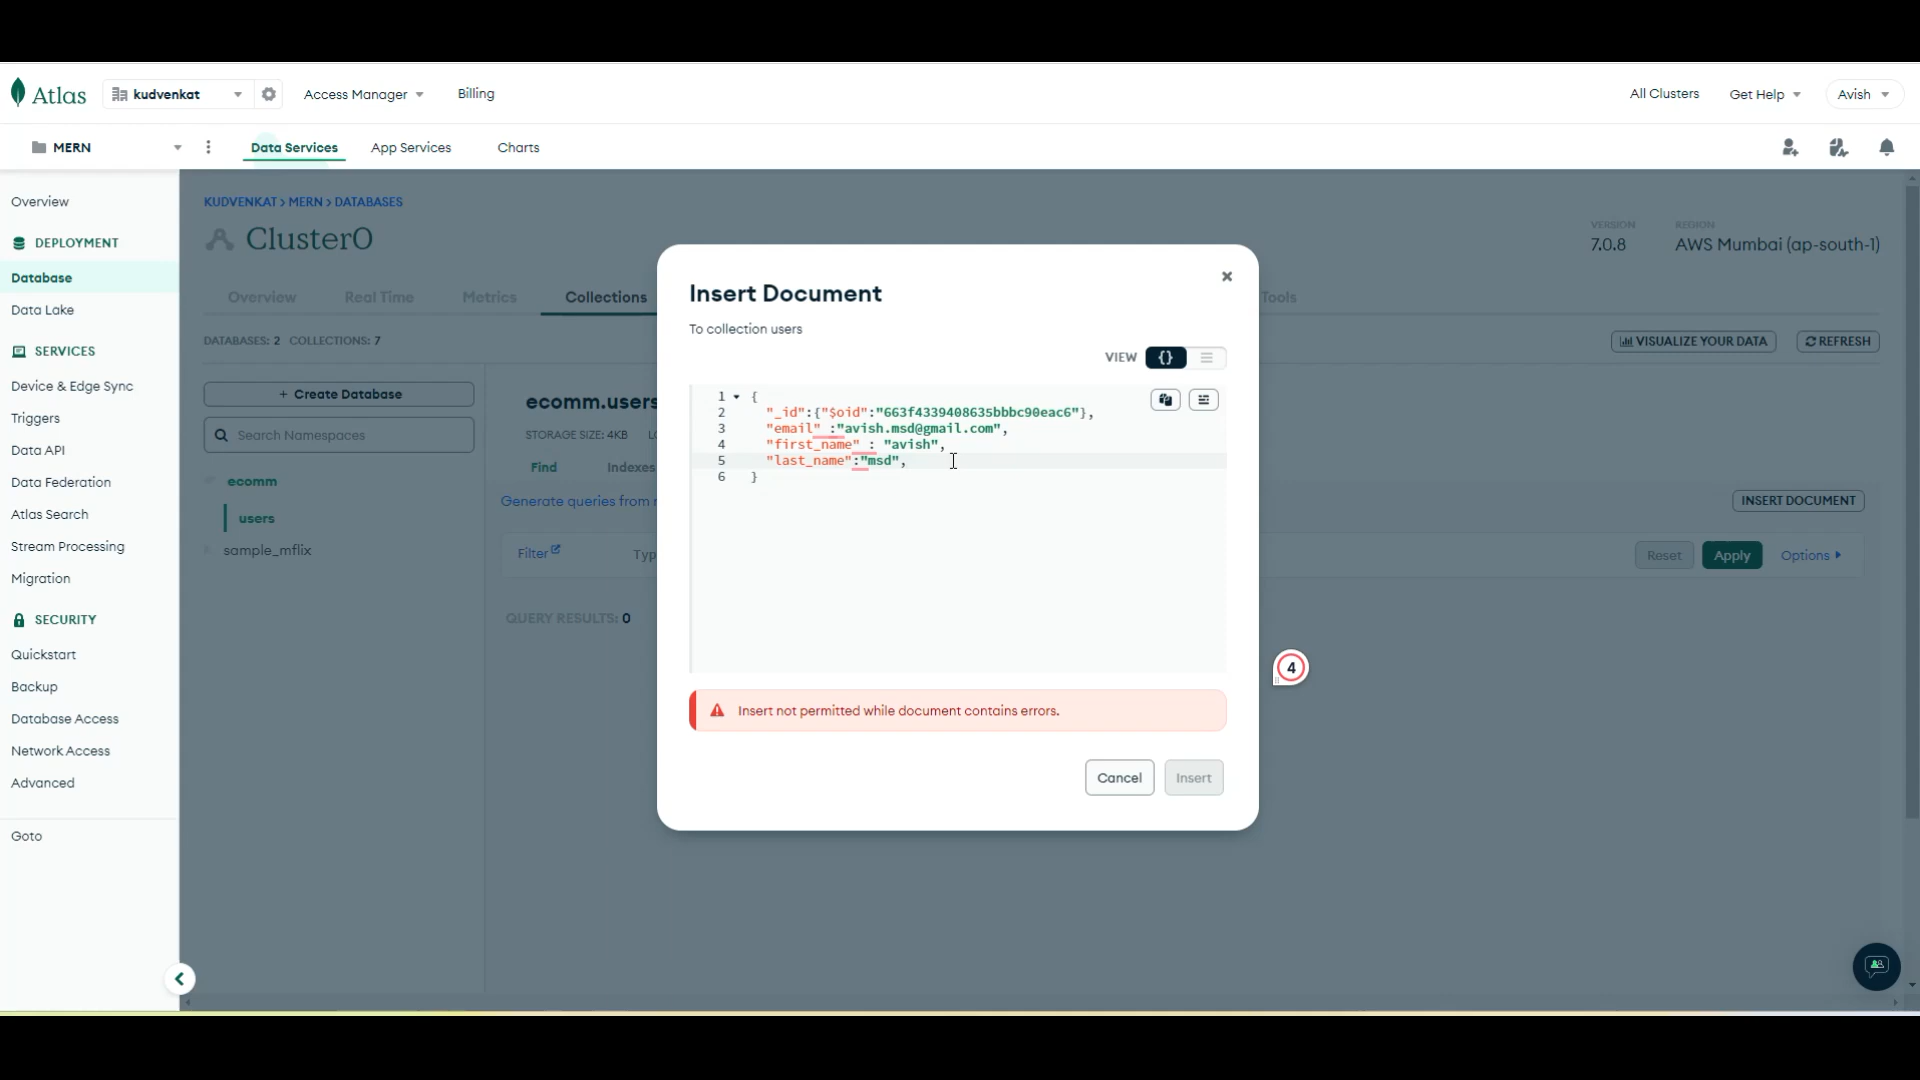 Atlas
kudvenkat
Access Manager
Billing
All Clusters
Get Help
Avish
MERN
Data Services
App Services
Charts
Overview
DEPLOYMENT
Database
Data Lake
SERVICES
Device & Edge Sync
Triggers
Data API
Data Federation
Atlas Search
Stream Processing
Migration
SECURITY
Quickstart
Backup
Database Access
Network Access
Advanced
Goto
KUDVENKAT > MERN > DATABASES
Cluster0
VERSION
7.0.8
REGION
AWS Mumbai (ap-south-1)
Overview
Real Time
Metrics
Collections
Tools
DATABASES: 2 COLLECTIONS: 7
VISUALIZE YOUR DATA
REFRESH
+ Create Database
Search Namespaces
ecomm
users
sample_mflix
ecomm.users
STORAGE SIZE: 4KB
Find
Indexes
Generate queries from
INSERT DOCUMENT
Filter
Reset
Apply
Options
QUERY RESULTS: 0
Insert Document
To collection users
VIEW {}
1 {
2 "_id":{"$oid":"663f4339408635bbbc90eac6"},
3 "email" :"avish.msd@gmail.com",
4 "first_name" : "avish",
5 "last_name":"msd",
6 }
Insert not permitted while document contains errors.
Cancel
Insert
4